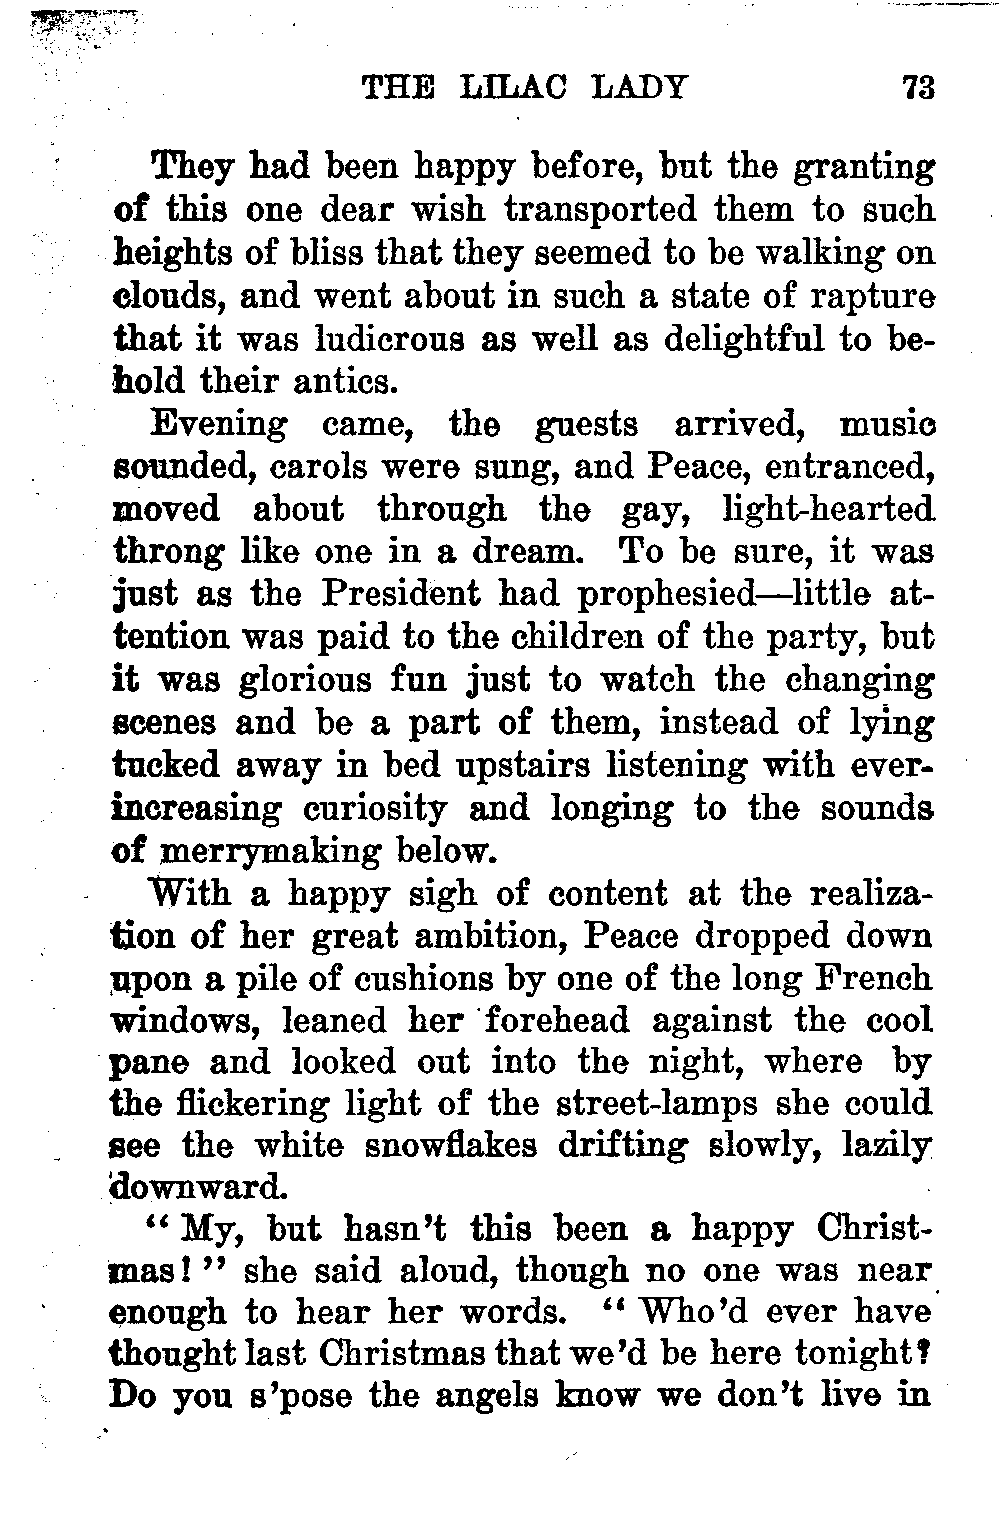 THE LILAC LADY 73
They had been happy before, but the granting
of this one dear wish transported them to such
heights of bliss that they seemed to be walking on
clouds, and went about in such a state of rapture
that it was ludicrous as well as delightful to be-
hold their antics.
Evening came, the guests arrived, music
sounded, carols were sung, and Peace, entranced,
moved about through the gay, light-hearted
throng like one in a dream. To be sure, it was
just as the President had prophesied—little at-
tention was paid to the children of the party, but
it was glorious fun just to watch the changing
scenes and be a part of them, instead of lying
tucked away in bed upstairs listening with ever-
increasing curiosity and longing to the sounds
of merrymaking below.
With a happy sigh of content at the realiza-
tion of her great ambition, Peace dropped down
upon a pile of cushions by one of the long French
windows, leaned her forehead against the cool
pane and looked out into the night, where by
the flickering light of the street-lamps she could
see the white snowflakes drifting slowly, lazily
downward.
“ My, but hasn’t this been a happy Christ-
mas! ” she said aloud, though no one was near
enough to hear her words. “ Who’d ever have
thought last Christmas that we’d be here tonight?
Do you s’pose the angels know we don’t live in